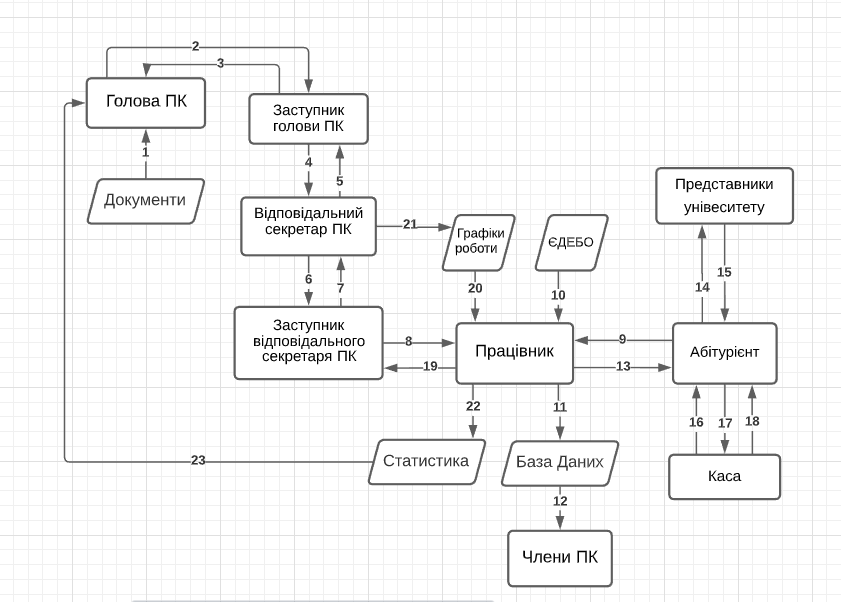 2
3
Голова ПК
Заступник
голови ПК
1
4
5
Документи
Представники
унівеситету
Відповідальний
секретар ПК
21
Графіки
роботи
ЄДЕБО
6
7
20
10
14
15
Заступник
відповідального
секретаря ПК
8
19
Працівник
9
13
Абітурієнт
22
11
16
17
18
Статистика
База Даних
Каса
23
12
Члени ПК